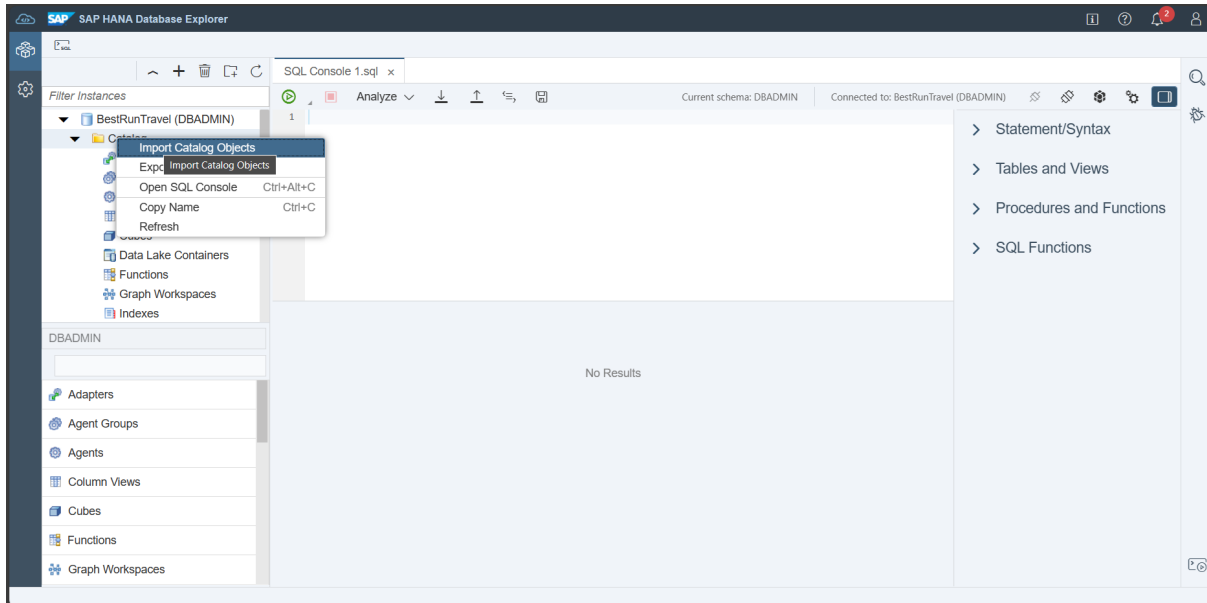 SAP SAP HANA Database Explorer
2
SQL Console 1.sql ×
Filter Instances
Analyze
Current schema: DBADMIN
Connected to: BestRunTravel (DBADMIN)
BestRunTravel (DBADMIN)
1
Import Catalog Objects
Import Catalog Objects
Open SQL Console Ctrl+Alt+C
Copy Name Ctrl+C
Refresh
Data Lake Containers
Functions
Graph Workspaces
Indexes
Statement/Syntax
Tables and Views
Procedures and Functions
SQL Functions
DBADMIN
No Results
Adapters
Agent Groups
Agents
Column Views
Cubes
Functions
Graph Workspaces